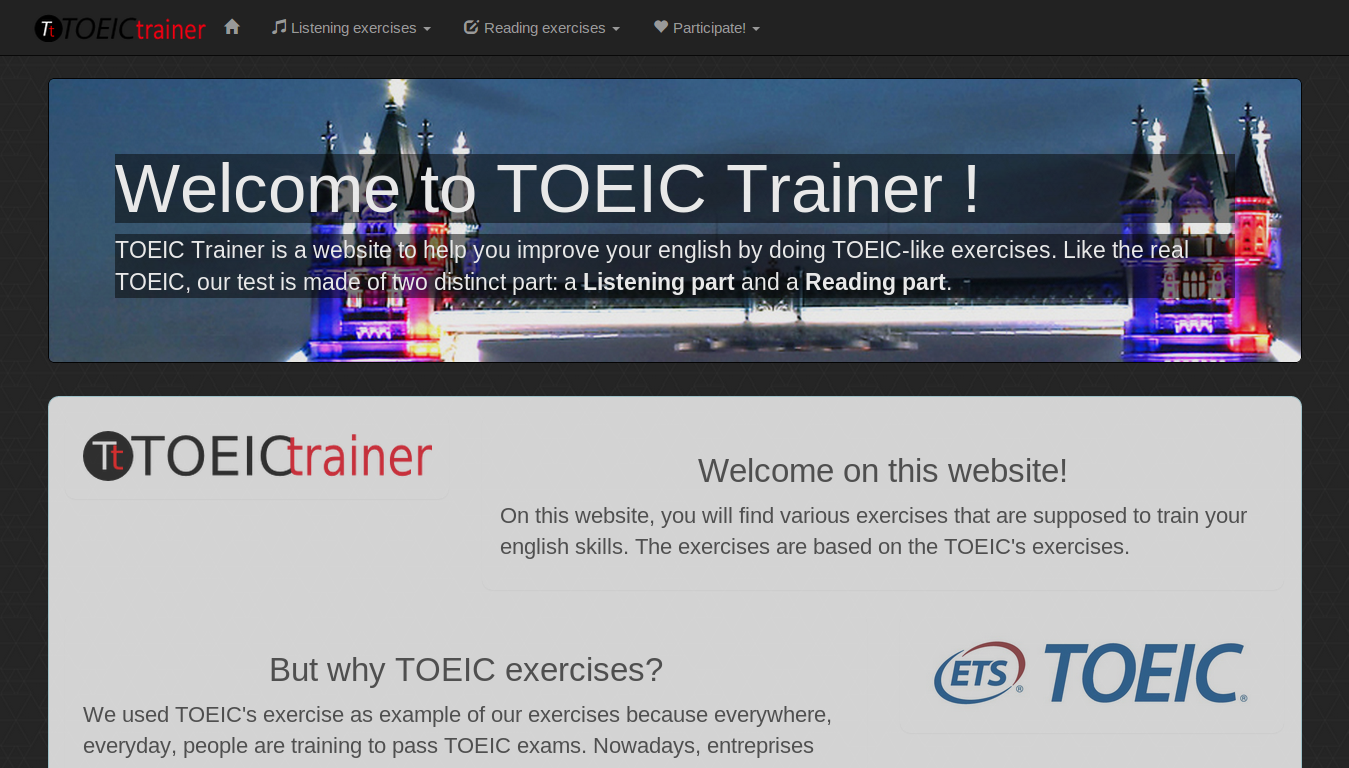 Tt TOEICtrainer
Listening exercises
Reading exercises
Participate!
Welcome to TOEIC Trainer !
TOEIC Trainer is a website to help you improve your english by doing TOEIC-like exercises. Like the real
TOEIC, our test is made of two distinct part: a Listening part and a Reading part.
Tt TOEICtrainer
Welcome on this website!
On this website, you will find various exercises that are supposed to train your
english skills. The exercises are based on the TOEIC's exercises.
ETS® TOEIC®
But why TOEIC exercises?
We used TOEIC's exercise as example of our exercises because everywhere,
everyday, people are training to pass TOEIC exams. Nowadays, entreprises